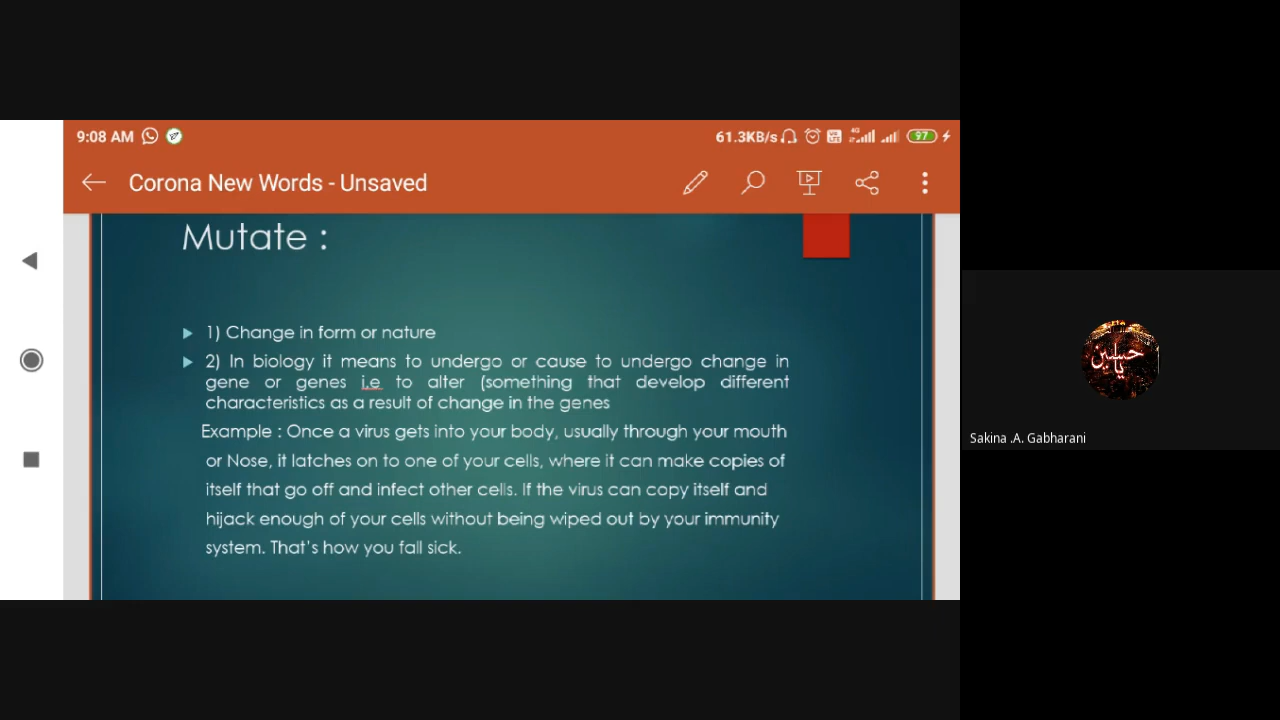 9:08 AM
61.3KB/s 4G 97
Corona New Words - Unsaved
Mutate :
1) Change in form or nature
2) In biology it means to undergo or cause to undergo change in
gene or genes i.e to alter (something that develop different
characteristics as a result of change in the genes
Example : Once a virus gets into your body, usually through your mouth
or Nose, it latches on to one of your cells, where it can make copies of
itself that go off and infect other cells. If the virus can copy itself and
hijack enough of your cells without being wiped out by your immunity
system. That's how you fall sick.
يا حسين
Sakina .A. Gabharani